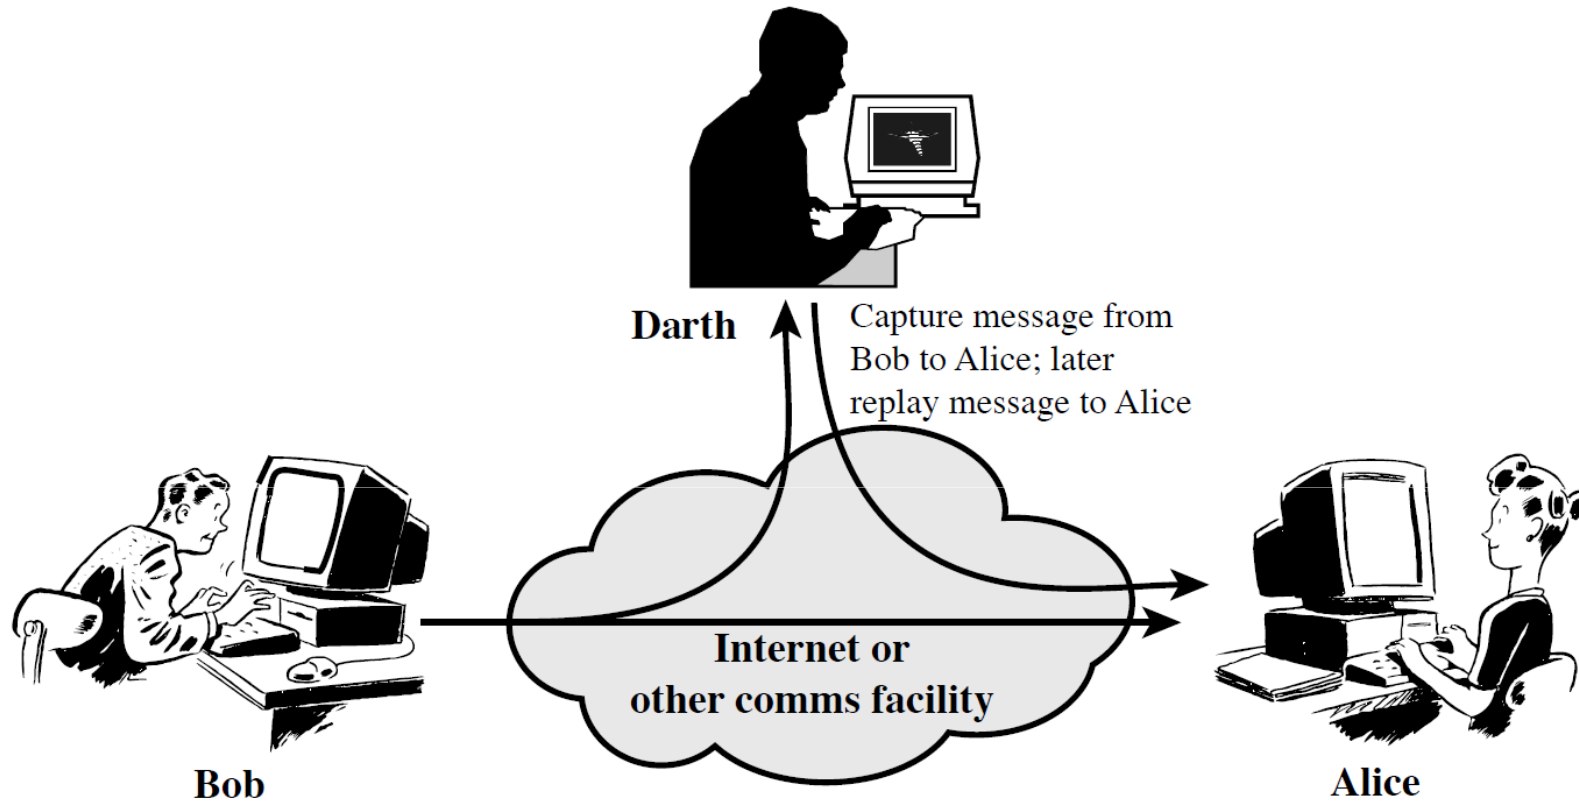 Darth
Capture message from
Bob to Alice; later
replay message to Alice
Internet or
other comms facility
Bob
Alice